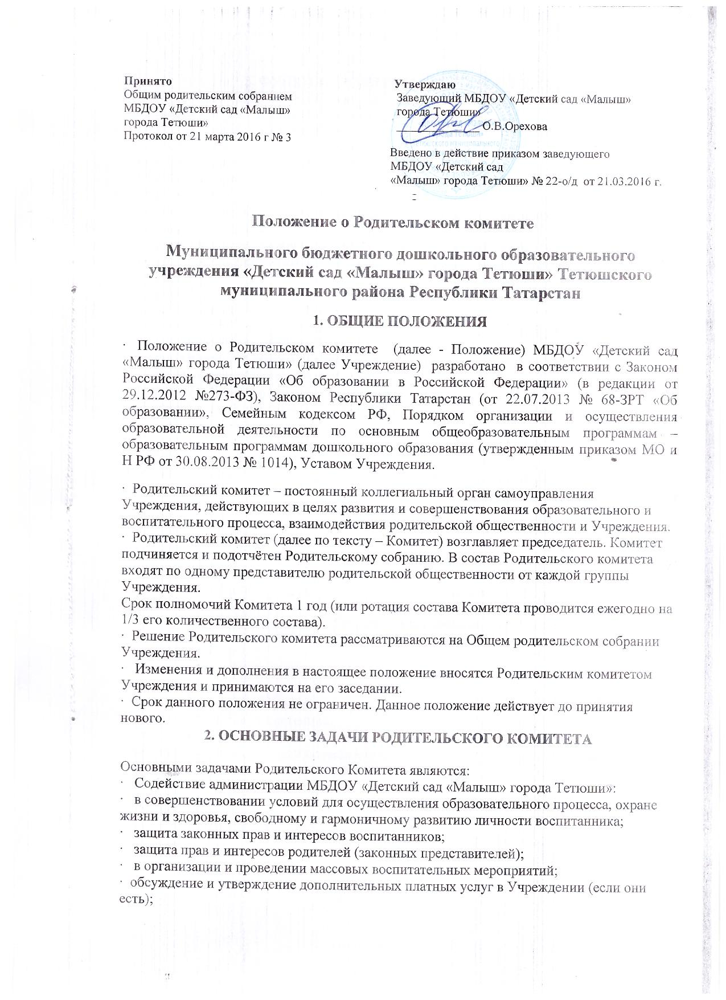 Принято
Общим родительским собранием
МБДОУ «Детский сад «Малыш»
города Тетюши»
Протокол от 21 марта 2016 г № 3
Утверждаю
Заведующий МБДОУ «Детский сад «Малыш»
города Тетюши»
О.В.Орехова
Введено в действие приказом заведующего
МБДОУ «Детский сад
«Малыш» города Тетюши» № 22-о/д от 21.03.2016 г.
Положение о Родительском комитете
Муниципального бюджетного дошкольного образовательного
учреждения «Детский сад «Малыш» города Тетюши» Тетюшского
муниципального района Республики Татарстан
1. ОБЩИЕ ПОЛОЖЕНИЯ
· Положение о Родительском комитете (далее - Положение) МБДОУ «Детский сад
«Малыш» города Тетюши» (далее Учреждение) разработано в соответствии с Законом
Российской Федерации «Об образовании в Российской Федерации» (в редакции от
29.12.2012 №273-ФЗ), Законом Республики Татарстан (от 22.07.2013 № 68-ЗРТ «Об
образовании», Семейным кодексом РФ, Порядком организации и осуществления
образовательной деятельности по основным общеобразовательным программам –
образовательным программам дошкольного образования (утвержденным приказом МО и
Н РФ от 30.08.2013 № 1014), Уставом Учреждения.
· Родительский комитет – постоянный коллегиальный орган самоуправления
Учреждения, действующих в целях развития и совершенствования образовательного и
воспитательного процесса, взаимодействия родительской общественности и Учреждения.
· Родительский комитет (далее по тексту – Комитет) возглавляет председатель. Комитет
подчиняется и подотчётен Родительскому собранию. В состав Родительского комитета
входят по одному представителю родительской общественности от каждой группы
Учреждения.
Срок полномочий Комитета 1 год (или ротация состава Комитета проводится ежегодно на
1/3 его количественного состава).
· Решение Родительского комитета рассматриваются на Общем родительском собрании
Учреждения.
· Изменения и дополнения в настоящее положение вносятся Родительским комитетом
Учреждения и принимаются на его заседании.
· Срок данного положения не ограничен. Данное положение действует до принятия
нового.
2. ОСНОВНЫЕ ЗАДАЧИ РОДИТЕЛЬСКОГО КОМИТЕТА
Основными задачами Родительского Комитета являются:
· Содействие администрации МБДОУ «Детский сад «Малыш» города Тетюши»:
· в совершенствовании условий для осуществления образовательного процесса, охране
жизни и здоровья, свободному и гармоничному развитию личности воспитанника;
· защита законных прав и интересов воспитанников;
· защита прав и интересов родителей (законных представителей);
· в организации и проведении массовых воспитательных мероприятий;
· обсуждение и утверждение дополнительных платных услуг в Учреждении (если они
есть);